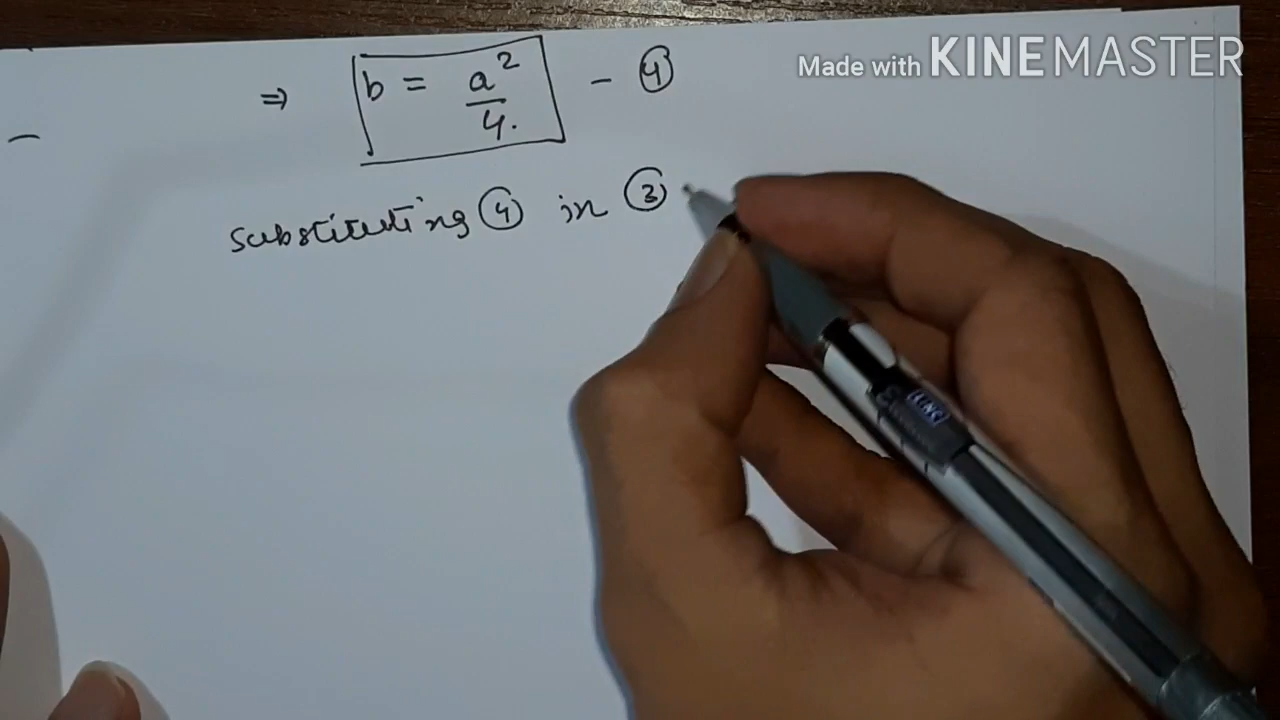 Made with KINEMASTER
⇒ b = a²/4. - ④
substituting ④ in ③